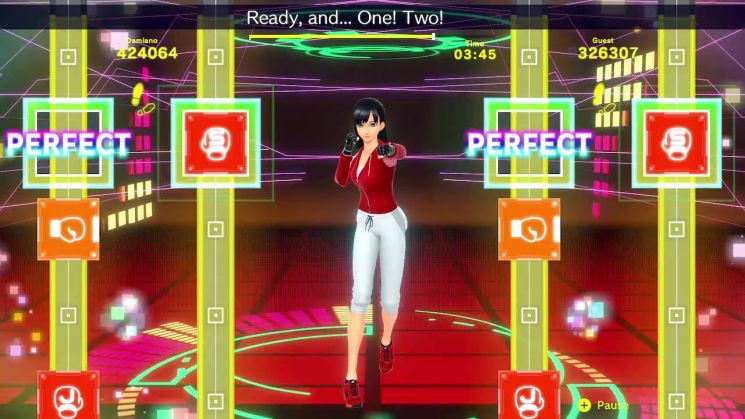 Ready, and... One! Two!
Damiano
424064
Time
03:45
Guest
326307
PERFECT
PERFECT
Pause